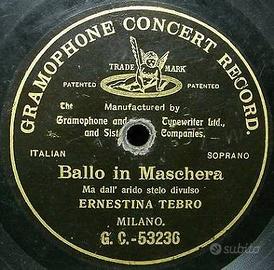 GRAMOPHONE CONCERT RECORD.
TRADE MARK
PATENTED PATENTED
The Manufactured by
Gramophone and Typewriter Ltd.,
and Sist Companies.
ITALIAN SOPRANO
Ballo in Maschera
Ma dall' arido stelo divulso
ERNESTINA TEBRO
MILANO.
G. C.-53236
subito